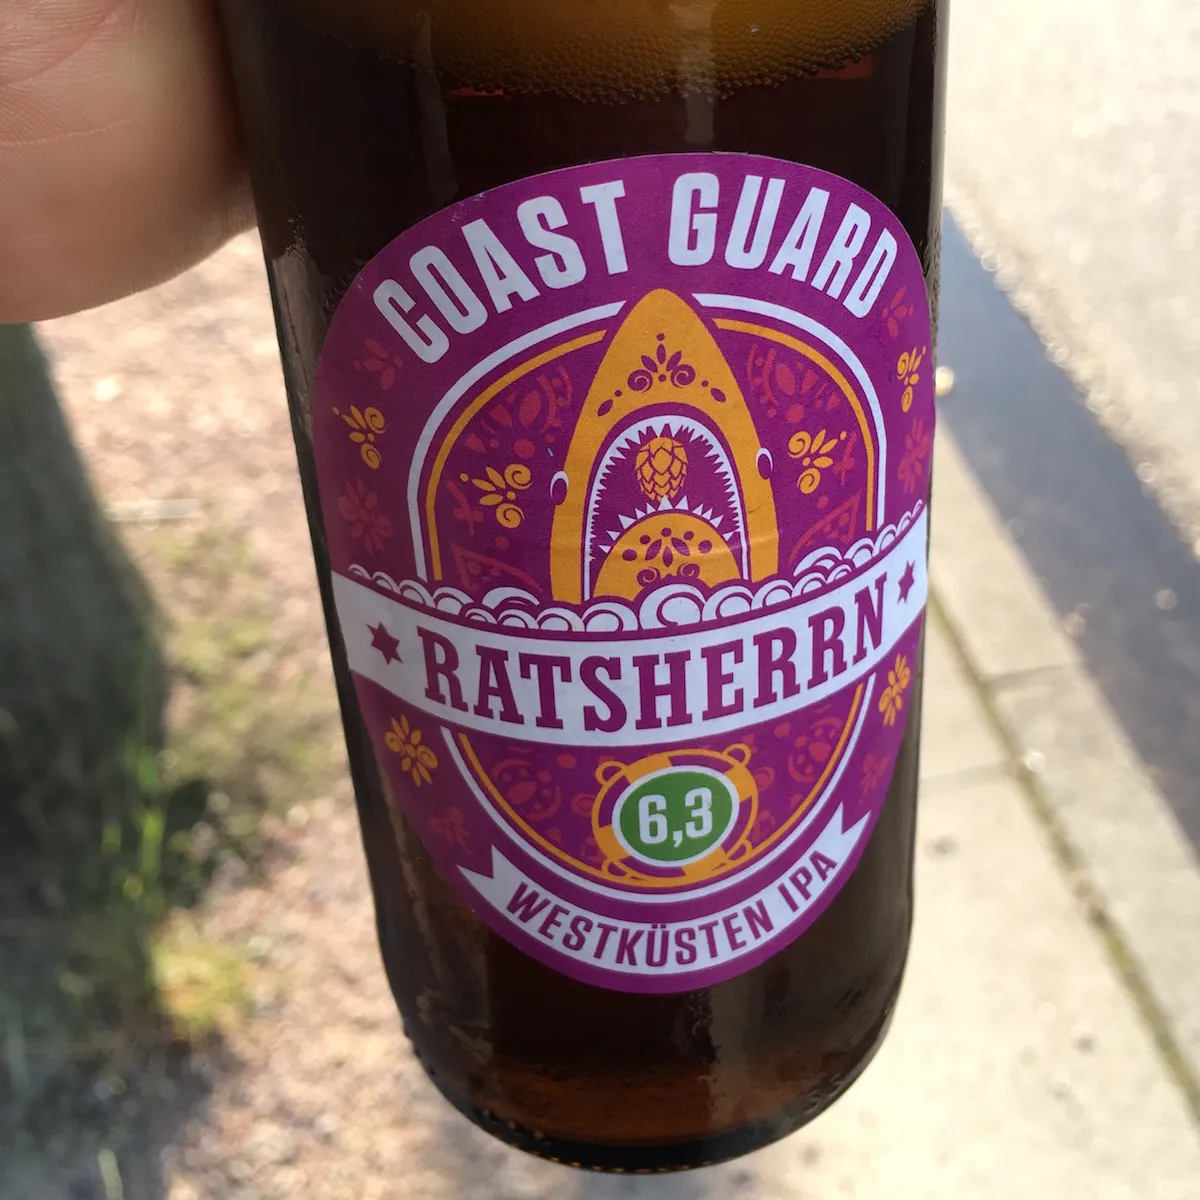 COAST GUARD
RATSHERRN
6,3
WESTKÜSTEN IPA